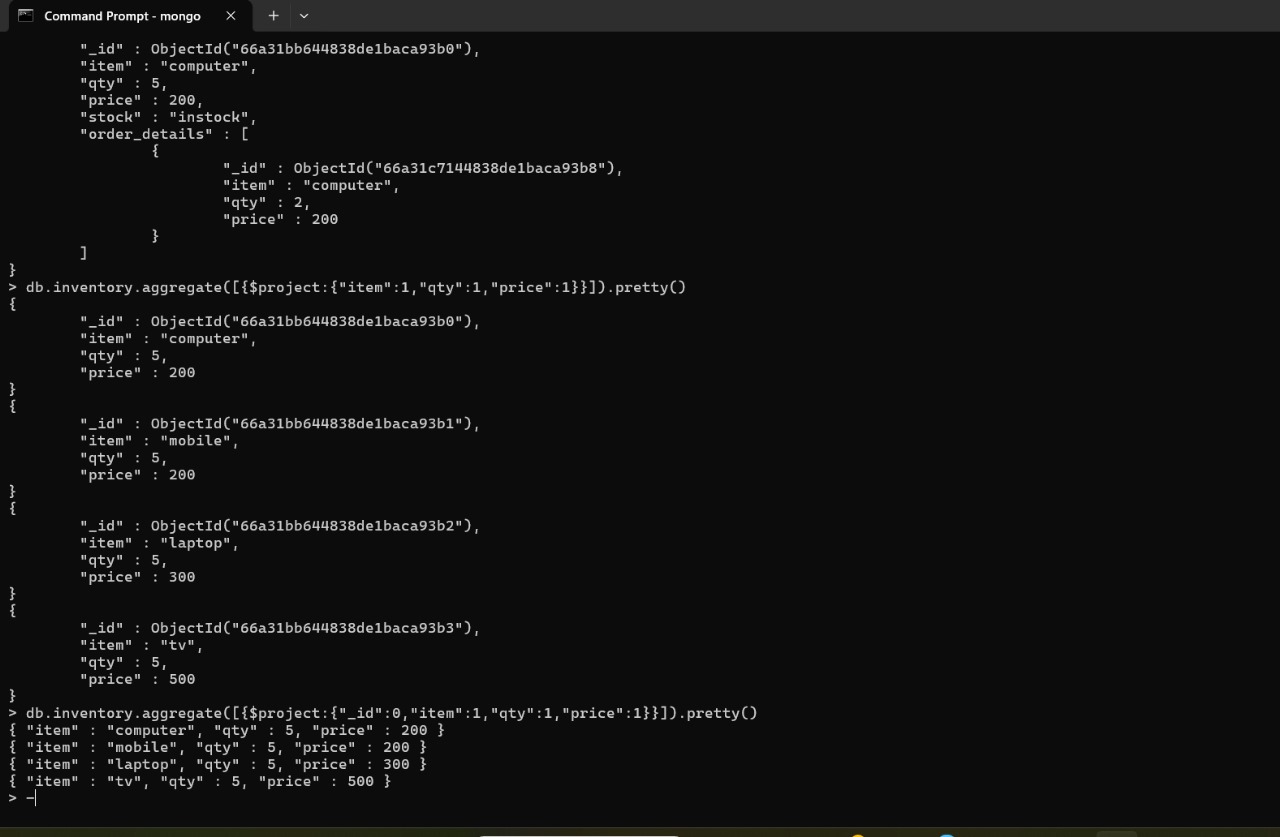 Command Prompt - mongo
"_id" : ObjectId("66a31bb644838de1baca93b0"),
"item" : "computer",
"qty" : 5,
"price" : 200,
"stock" : "instock",
"order_details" : [
{
"_id" : ObjectId("66a31c7144838de1baca93b8"),
"item" : "computer",
"qty" : 2,
"price" : 200
}
]
}
> db.inventory.aggregate([{$project:{"item":1,"qty":1,"price":1}}]).pretty()
{
"_id" : ObjectId("66a31bb644838de1baca93b0"),
"item" : "computer",
"qty" : 5,
"price" : 200
}
{
"_id" : ObjectId("66a31bb644838de1baca93b1"),
"item" : "mobile",
"qty" : 5,
"price" : 200
}
{
"_id" : ObjectId("66a31bb644838de1baca93b2"),
"item" : "laptop",
"qty" : 5,
"price" : 300
}
{
"_id" : ObjectId("66a31bb644838de1baca93b3"),
"item" : "tv",
"qty" : 5,
"price" : 500
}
> db.inventory.aggregate([{$project:{"_id":0,"item":1,"qty":1,"price":1}}]).pretty()
{ "item" : "computer", "qty" : 5, "price" : 200 }
{ "item" : "mobile", "qty" : 5, "price" : 200 }
{ "item" : "laptop", "qty" : 5, "price" : 300 }
{ "item" : "tv", "qty" : 5, "price" : 500 }
> -